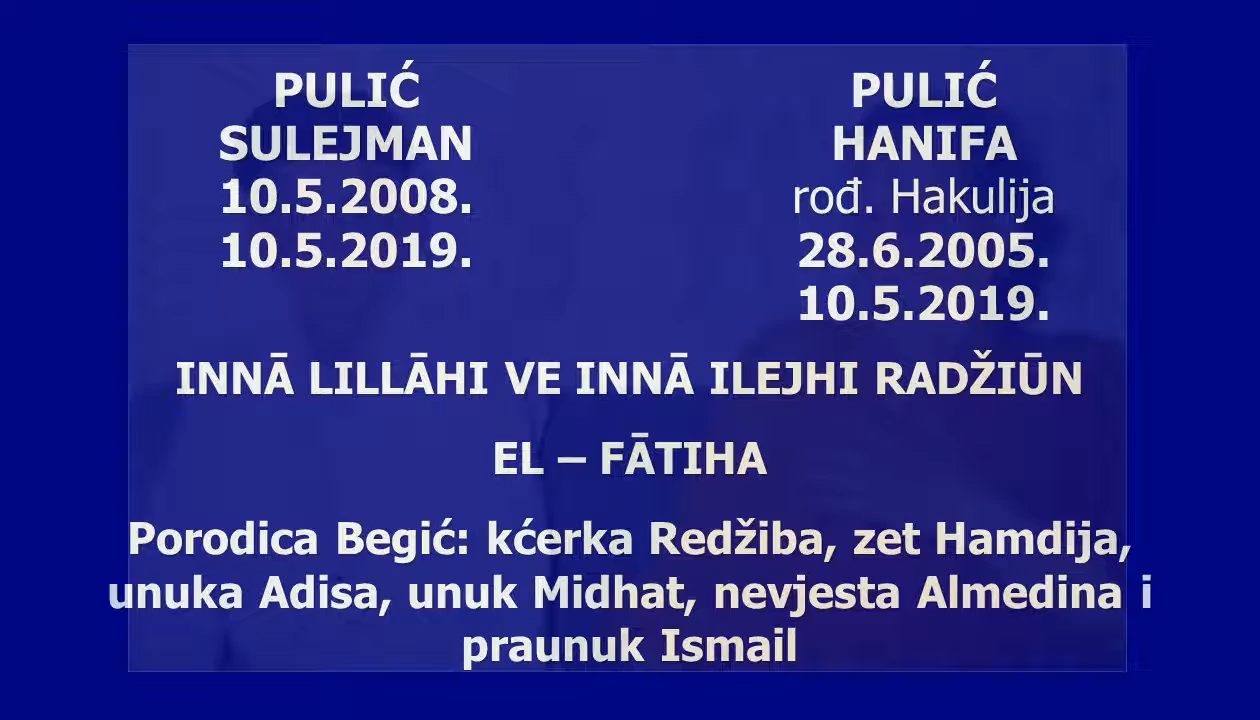 PULIĆ
SULEJMAN
10.5.2008.
10.5.2019.
PULIĆ
HANIFA
rođ. Hakulija
28.6.2005.
10.5.2019.
INNĀ LILLĀHI VE INNĀ ILEJHI RADŽIŪN
EL – FĀTIHA
Porodica Begić: kćerka Redžiba, zet Hamdija,
unuka Adisa, unuk Midhat, nevjesta Almedina i
praunuk Ismail